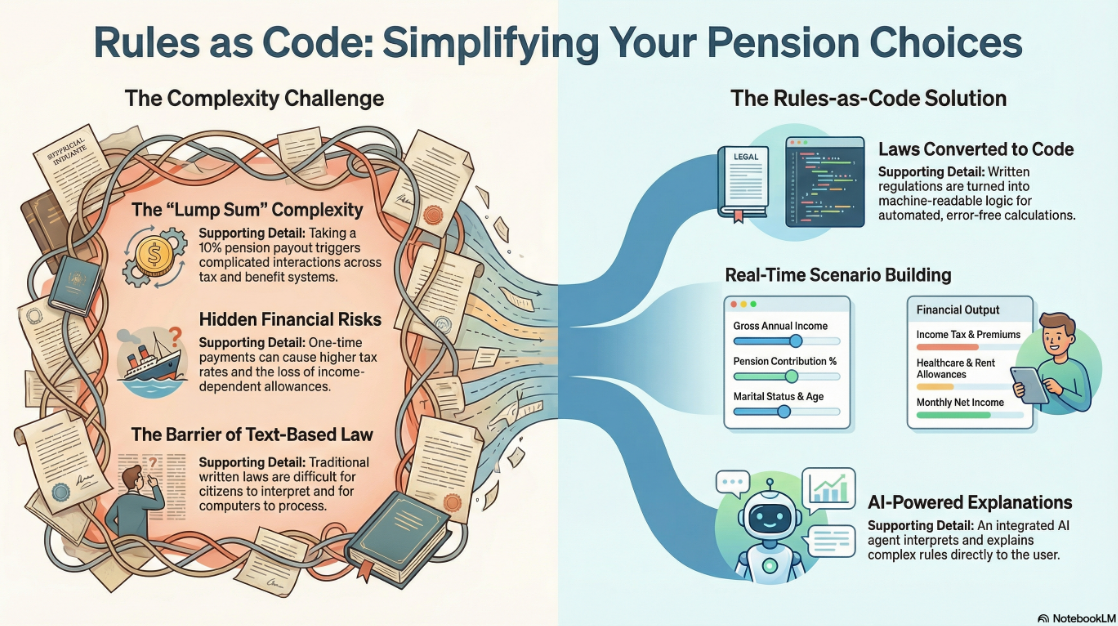 Rules as Code: Simplifying Your Pension Choices
The Complexity Challenge
The "Lump Sum" Complexity
Supporting Detail: Taking a
10% pension payout triggers
complicated interactions across
tax and benefit systems.
Hidden Financial Risks
Supporting Detail: One-time
payments can cause higher tax
rates and the loss of income-
dependent allowances.
The Barrier of Text-Based Law
Supporting Detail: Traditional
written laws are difficult for
citizens to interpret and for
computers to process.
The Rules-as-Code Solution
LEGAL
Laws Converted to Code
Supporting Detail: Written
regulations are turned into
machine-readable logic for
automated, error-free calculations.
Real-Time Scenario Building
Gross Annual Income
Pension Contribution %
Marital Status & Age
Financial Output
Income Tax & Premiums
Healthcare & Rent
Allowances
Monthly Net Income
AI-Powered Explanations
Supporting Detail: An integrated AI
agent interprets and explains
complex rules directly to the user.
NotebookLM